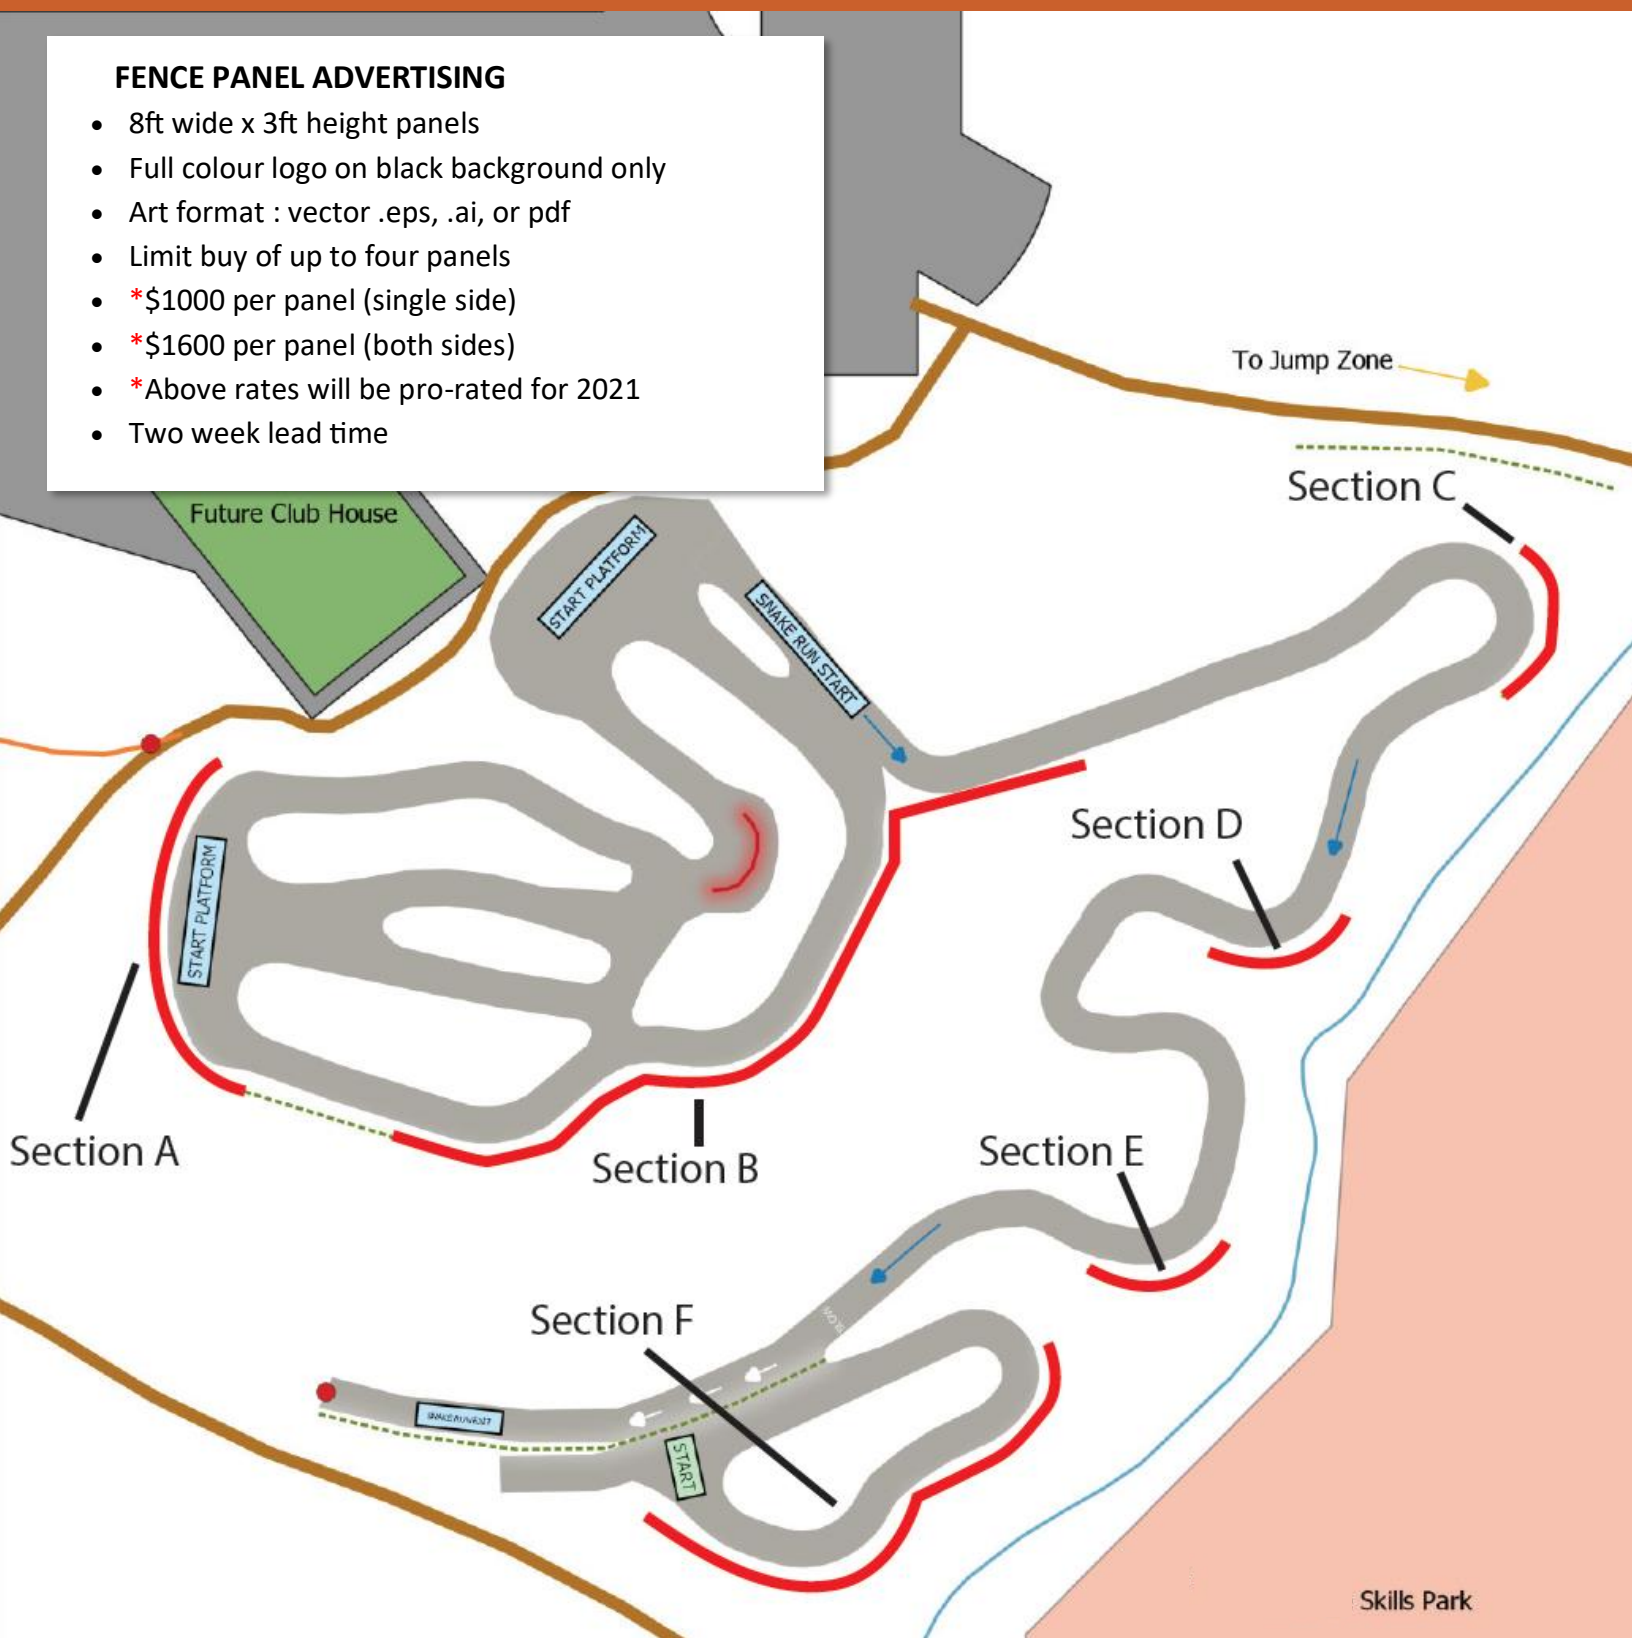 FENCE PANEL ADVERTISING
• 8ft wide x 3ft height panels
• Full colour logo on black background only
• Art format : vector .eps, .ai, or pdf
• Limit buy of up to four panels
• *$1000 per panel (single side)
• *$1600 per panel (both sides)
• *Above rates will be pro-rated for 2021
• Two week lead time
To Jump Zone
Section C
Future Club House
START PLATFORM
SNAKE RUN START
Section D
START PLATFORM
Section A
Section B
Section E
Section F
START
Skills Park